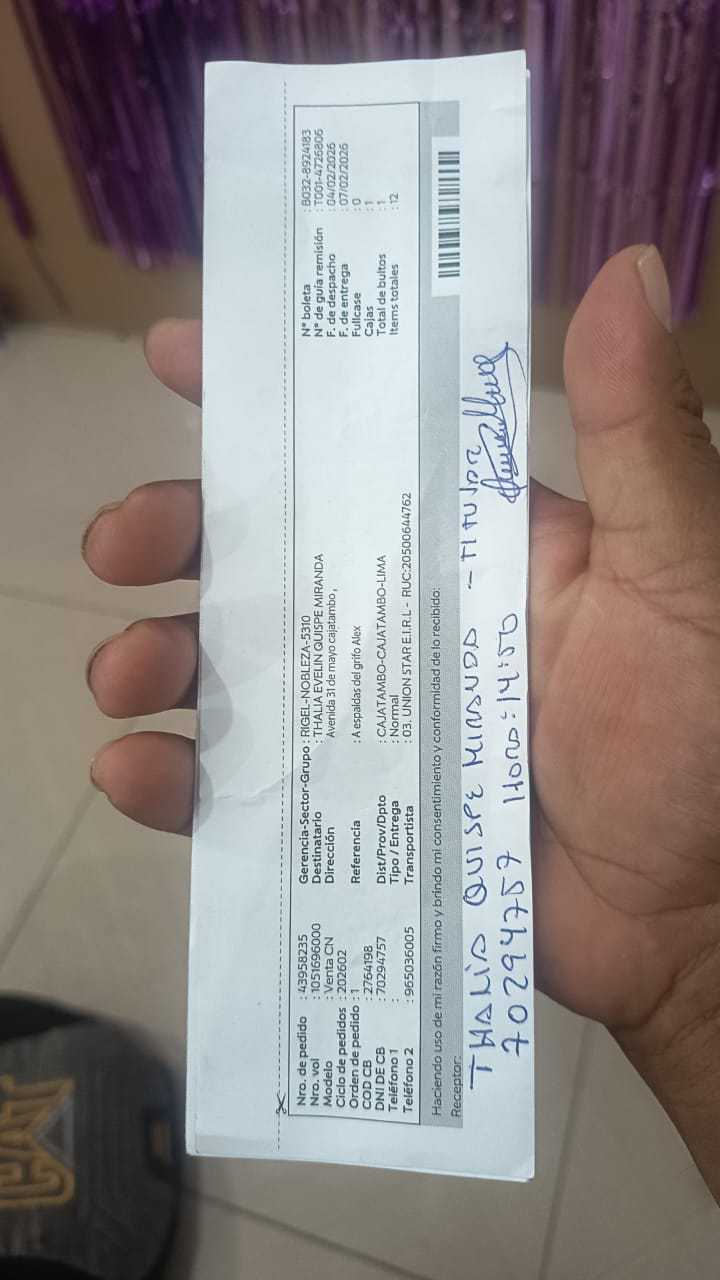 Nro. de pedido : 43958235
Nro. vol : 1051696000
Modelo : Venta CN
Ciclo de pedidos : 202602
Orden de pedido : 1
COD CB : 2764198
DNI DE CB : 70294757
Teléfono 1 :
Teléfono 2 : 965036005
Gerencia-Sector-Grupo : RIGEL-NOBLEZA-5310
Destinatario : THALIA EVELIN QUISPE MIRANDA
Dirección : Avenida 31 de mayo cajatambo ,
Referencia : A espaldas del grifo Alex
Dist/Prov/Dpto : CAJATAMBO-CAJATAMBO-LIMA
Tipo / Entrega : Normal
Transportista : 03. UNION STAR E.I.R.L - RUC:20500644762
N° boleta : B032-8924183
N° de guía remisión : T001-4726806
F. de despacho : 04/02/2026
F. de entrega : 07/02/2026
Fullcase : 0
Cajas : 1
Total de bultos : 1
Items totales : 12
Haciendo uso de mi razón firmo y brindo mi consentimiento y conformidad de lo recibido:
Receptor:
THALIA QUISPE MIRANDA - TITULAR
70294757 Hora: 14:50
CAT